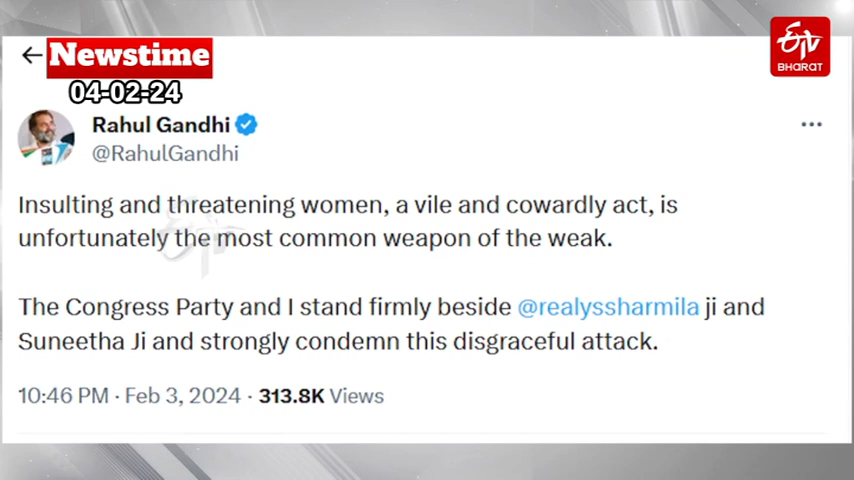 Newstime
04-02-24
ETV
BHARAT
Rahul Gandhi
@RahulGandhi
Insulting and threatening women, a vile and cowardly act, is
unfortunately the most common weapon of the weak.
The Congress Party and I stand firmly beside @realyssharmila ji and
Suneetha Ji and strongly condemn this disgraceful attack.
10:46 PM · Feb 3, 2024 · 313.8K Views